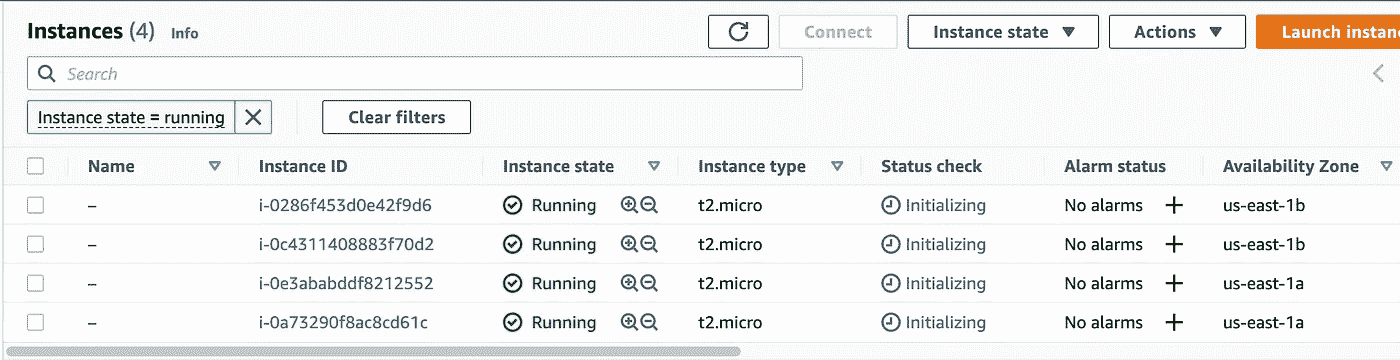 Instances (4) Info Connect Instance state Actions Launch instanc
Search
Instance state = running Clear filters
Name Instance ID Instance state Instance type Status check Alarm status Availability Zone
– i-0286f453d0e42f9d6 Running t2.micro Initializing No alarms + us-east-1b
– i-0c4311408883f70d2 Running t2.micro Initializing No alarms + us-east-1b
– i-0e3ababddf8212552 Running t2.micro Initializing No alarms + us-east-1a
– i-0a73290f8ac8cd61c Running t2.micro Initializing No alarms + us-east-1a